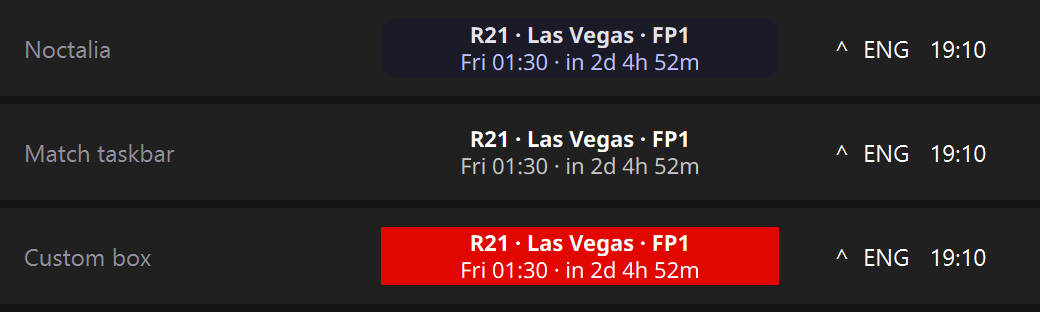 Noctalia
R21 · Las Vegas · FP1
Fri 01:30 · in 2d 4h 52m
^ ENG 19:10
Match taskbar
R21 · Las Vegas · FP1
Fri 01:30 · in 2d 4h 52m
^ ENG 19:10
Custom box
R21 · Las Vegas · FP1
Fri 01:30 · in 2d 4h 52m
^ ENG 19:10